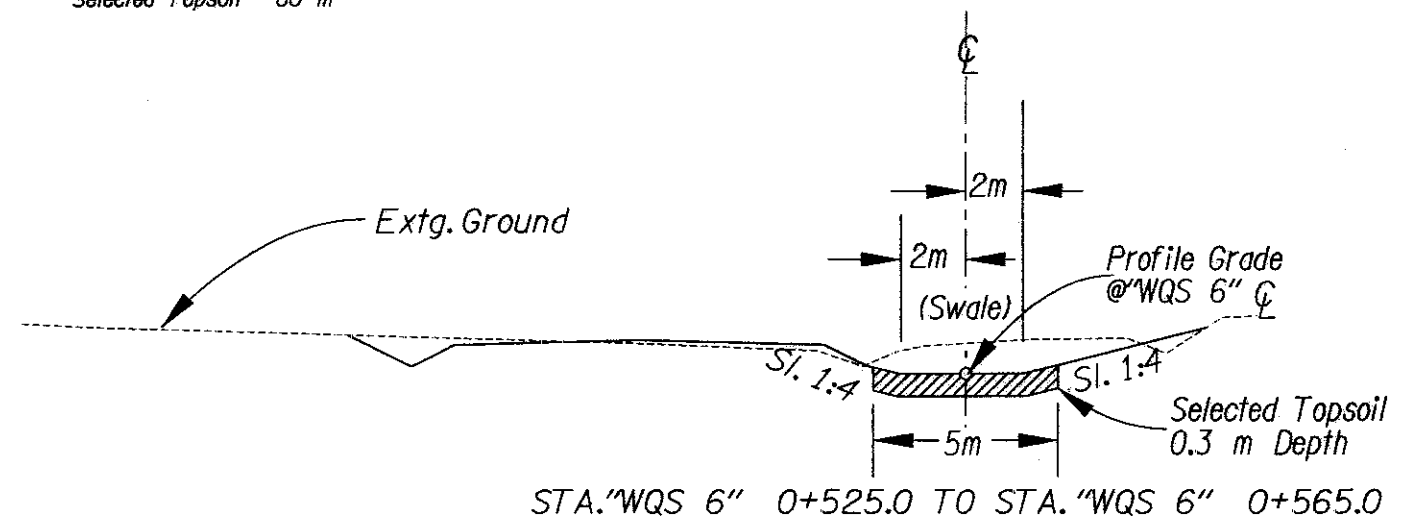 ℄
2m
Extg. Ground
2m
Profile Grade
@"WQS 6" ℄
(Swale)
Sl. 1:4
Sl. 1:4
Selected Topsoil
0.3 m Depth
5m
STA."WQS 6" 0+525.0 TO STA."WQS 6" 0+565.0